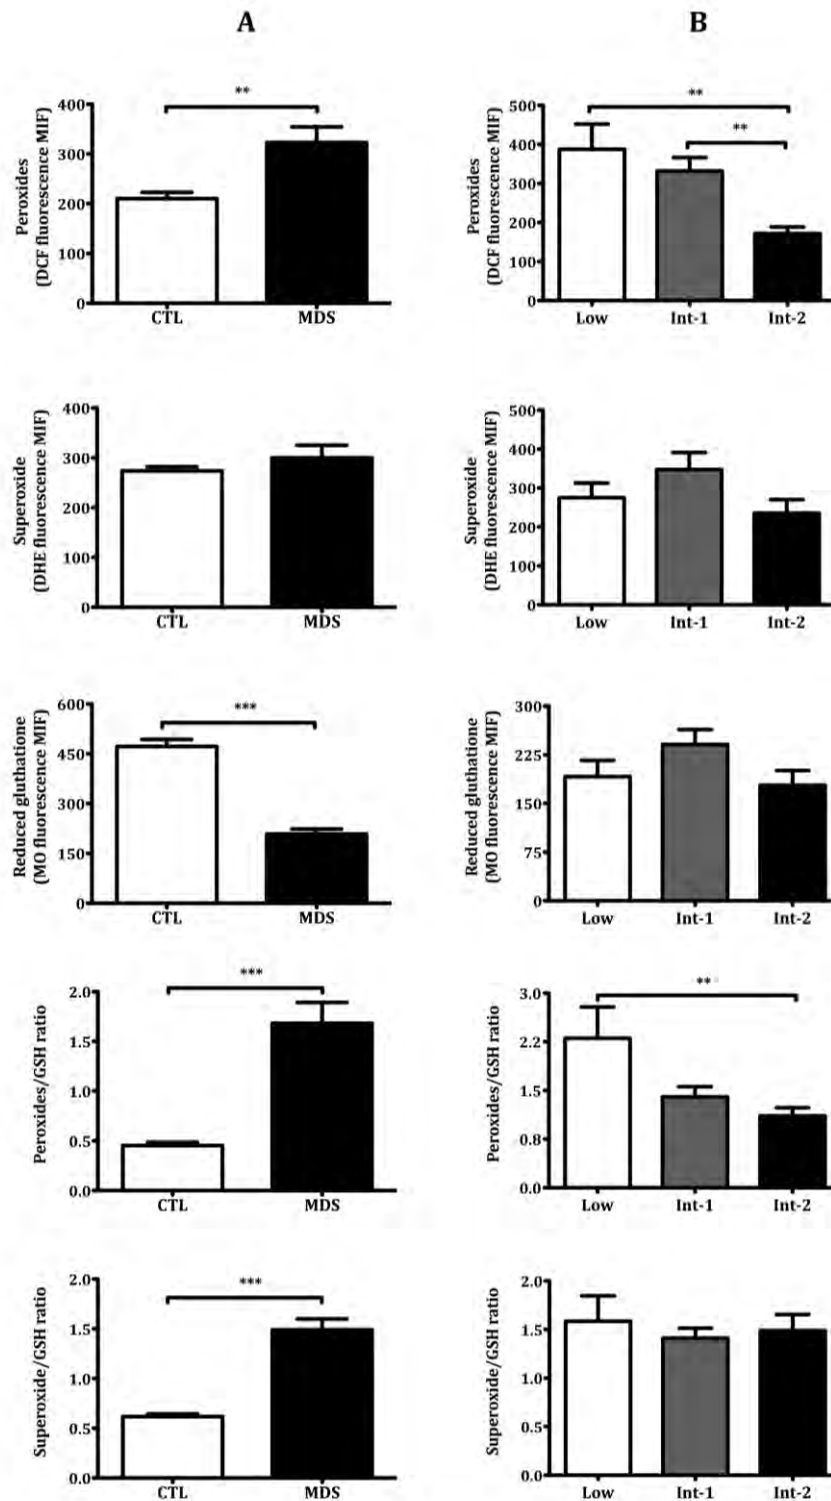 A
B
**
400
300
200
100
0
Peroxides
(DCF fluorescence MIF)
CTL
MDS
**
**
500
400
300
200
100
0
Peroxides
(DCF fluorescence MIF)
Low
Int-1
Int-2
400
300
200
100
0
Superoxide
(DHE fluorescence MIF)
CTL
MDS
500
400
300
200
100
0
Superoxide
(DHE fluorescence MIF)
Low
Int-1
Int-2
***
600
450
300
150
0
Reduced gluthatione
(MO fluorescence MIF)
CTL
MDS
300
225
150
75
0
Reduced gluthatione
(MO fluorescence MIF)
Low
Int-1
Int-2
***
2.0
1.5
1.0
0.5
0.0
Peroxides/GSH ratio
CTL
MDS
**
3.0
2.2
1.5
0.8
0.0
Peroxides/GSH ratio
Low
Int-1
Int-2
***
2.0
1.5
1.0
0.5
0.0
Superoxide/GSH ratio
CTL
MDS
2.0
1.5
1.0
0.5
0.0
Superoxide/GSH ratio
Low
Int-1
Int-2